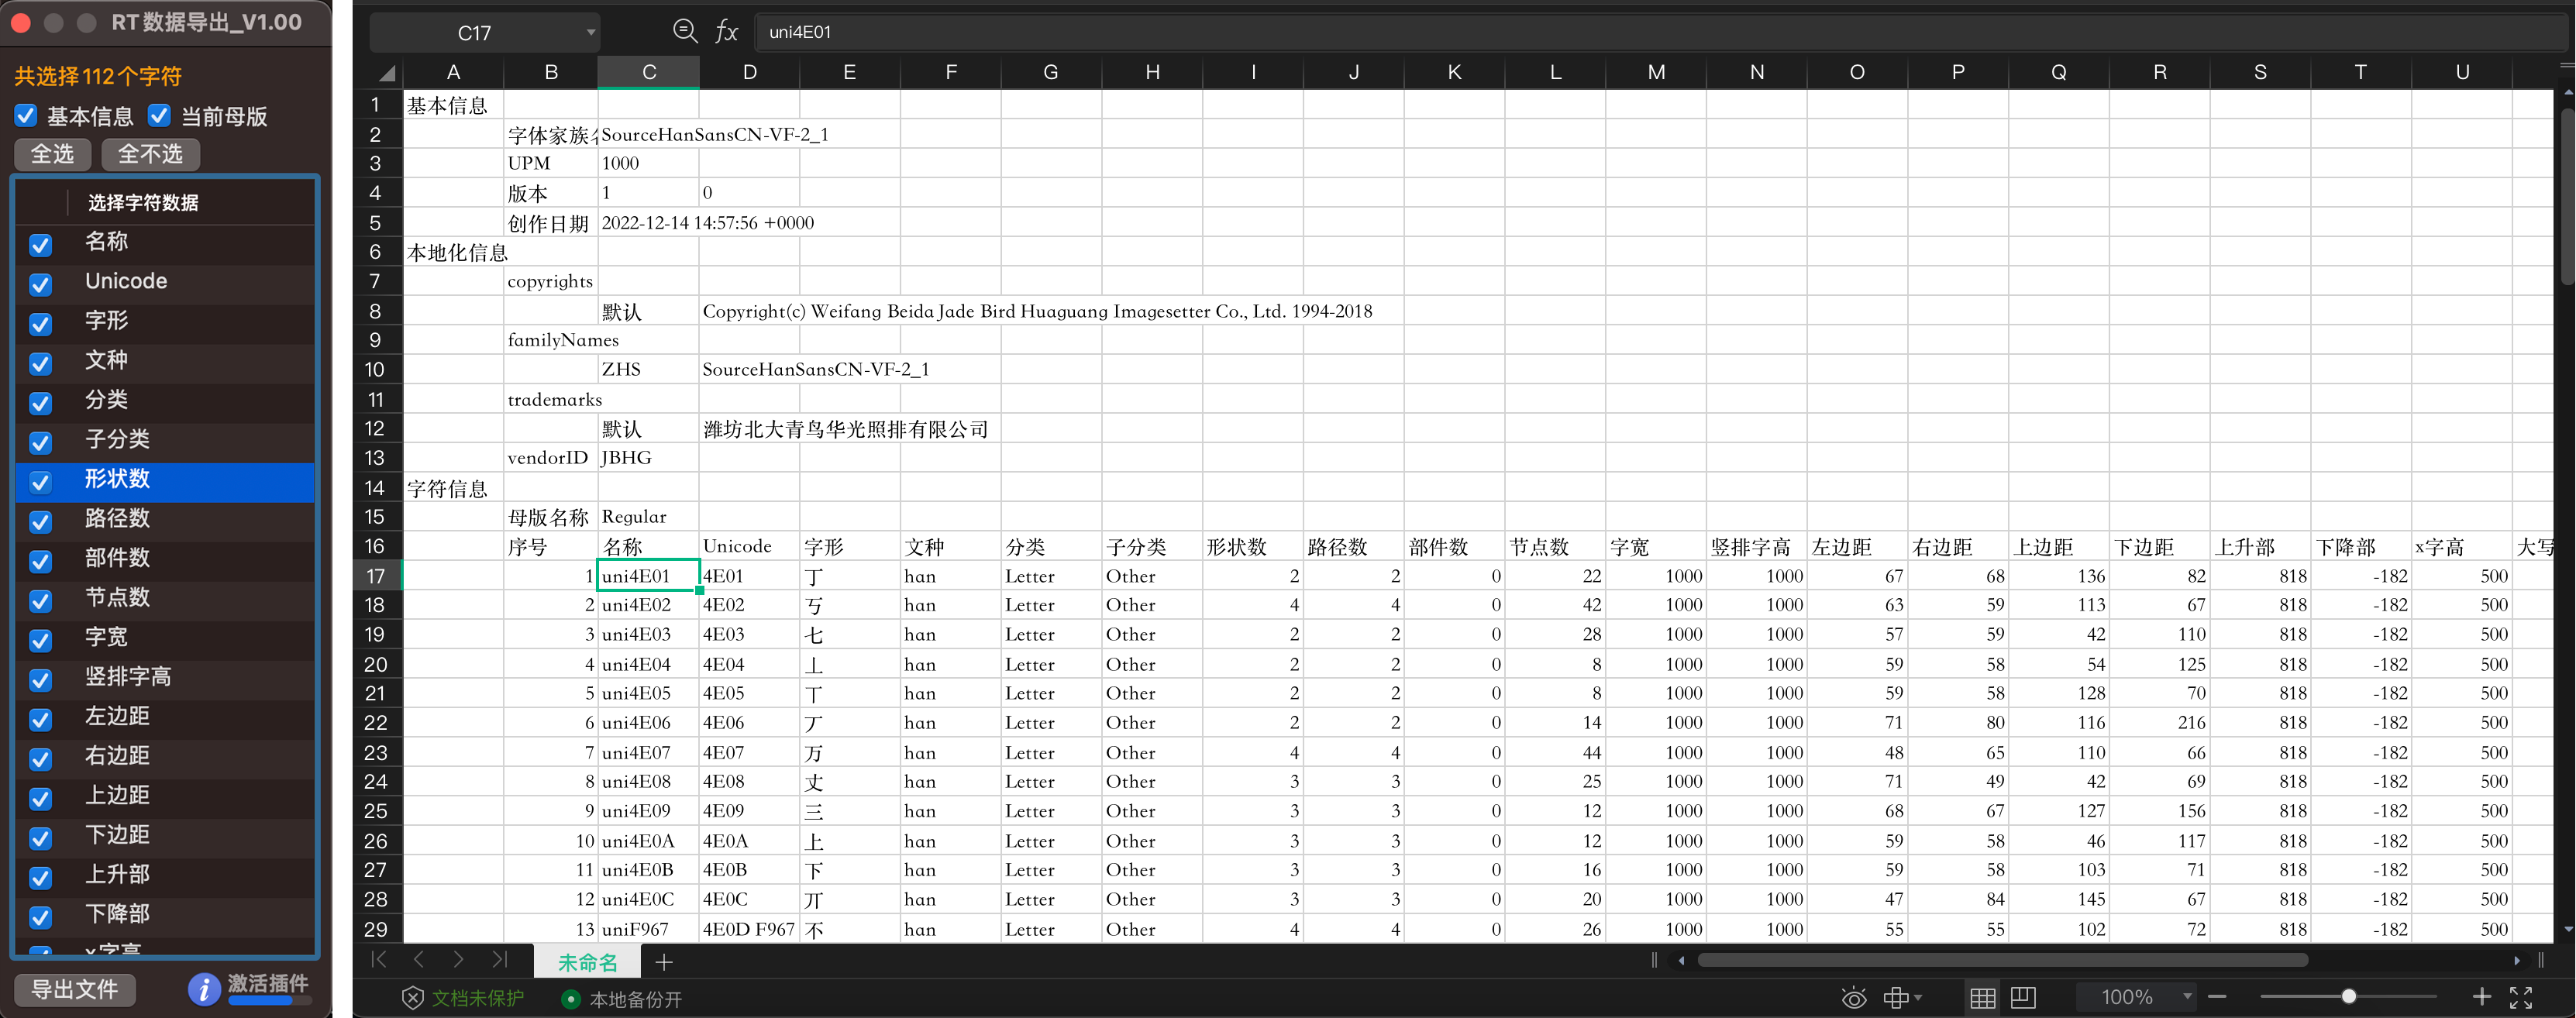 RT数据导出_V1.00
共选择112个字符
基本信息 当前母版
全选 全不选
选择字符数据
名称
Unicode
字形
文种
分类
子分类
形状数
路径数
部件数
节点数
字宽
竖排字高
左边距
右边距
上边距
下边距
上升部
下降部
x字高
导出文件 激活插件
C17 fx uni4E01
A B C D E F G H I J K L M N O P Q R S T U
1 基本信息
2 字体家族 SourceHanSansCN-VF-2_1
3 UPM 1000
4 版本 1 0
5 创作日期 2022-12-14 14:57:56 +0000
6 本地化信息
7 copyrights
8 默认 Copyright(c) Weifang Beida Jade Bird Huaguang Imagesetter Co., Ltd. 1994-2018
9 familyNames
10 ZHS SourceHanSansCN-VF-2_1
11 trademarks
12 默认 潍坊北大青鸟华光照排有限公司
13 vendorID JBHG
14 字符信息
15 母版名称 Regular
16 序号 名称 Unicode 字形 文种 分类 子分类 形状数 路径数 部件数 节点数 字宽 竖排字高 左边距 右边距 上边距 下边距 上升部 下降部 x字高 大写
17 1 uni4E01 4E01 丁 han Letter Other 2 2 0 22 1000 1000 67 68 136 82 818 -182 500
18 2 uni4E02 4E02 丂 han Letter Other 4 4 0 42 1000 1000 63 59 113 67 818 -182 500
19 3 uni4E03 4E03 七 han Letter Other 2 2 0 28 1000 1000 57 59 42 110 818 -182 500
20 4 uni4E04 4E04 丄 han Letter Other 2 2 0 8 1000 1000 59 58 54 125 818 -182 500
21 5 uni4E05 4E05 丅 han Letter Other 2 2 0 8 1000 1000 59 58 128 70 818 -182 500
22 6 uni4E06 4E06 丆 han Letter Other 2 2 0 14 1000 1000 71 80 116 216 818 -182 500
23 7 uni4E07 4E07 万 han Letter Other 4 4 0 44 1000 1000 48 65 110 66 818 -182 500
24 8 uni4E08 4E08 丈 han Letter Other 3 3 0 25 1000 1000 71 49 42 69 818 -182 500
25 9 uni4E09 4E09 三 han Letter Other 3 3 0 12 1000 1000 68 67 127 156 818 -182 500
26 10 uni4E0A 4E0A 上 han Letter Other 3 3 0 12 1000 1000 59 58 46 117 818 -182 500
27 11 uni4E0B 4E0B 下 han Letter Other 3 3 0 16 1000 1000 59 58 103 71 818 -182 500
28 12 uni4E0C 4E0C 丌 han Letter Other 3 3 0 20 1000 1000 47 84 145 67 818 -182 500
29 13 uniF967 4E0D F967 不 han Letter Other 4 4 0 26 1000 1000 55 55 102 72 818 -182 500
未命名
文档未保护 本地备份开 100%